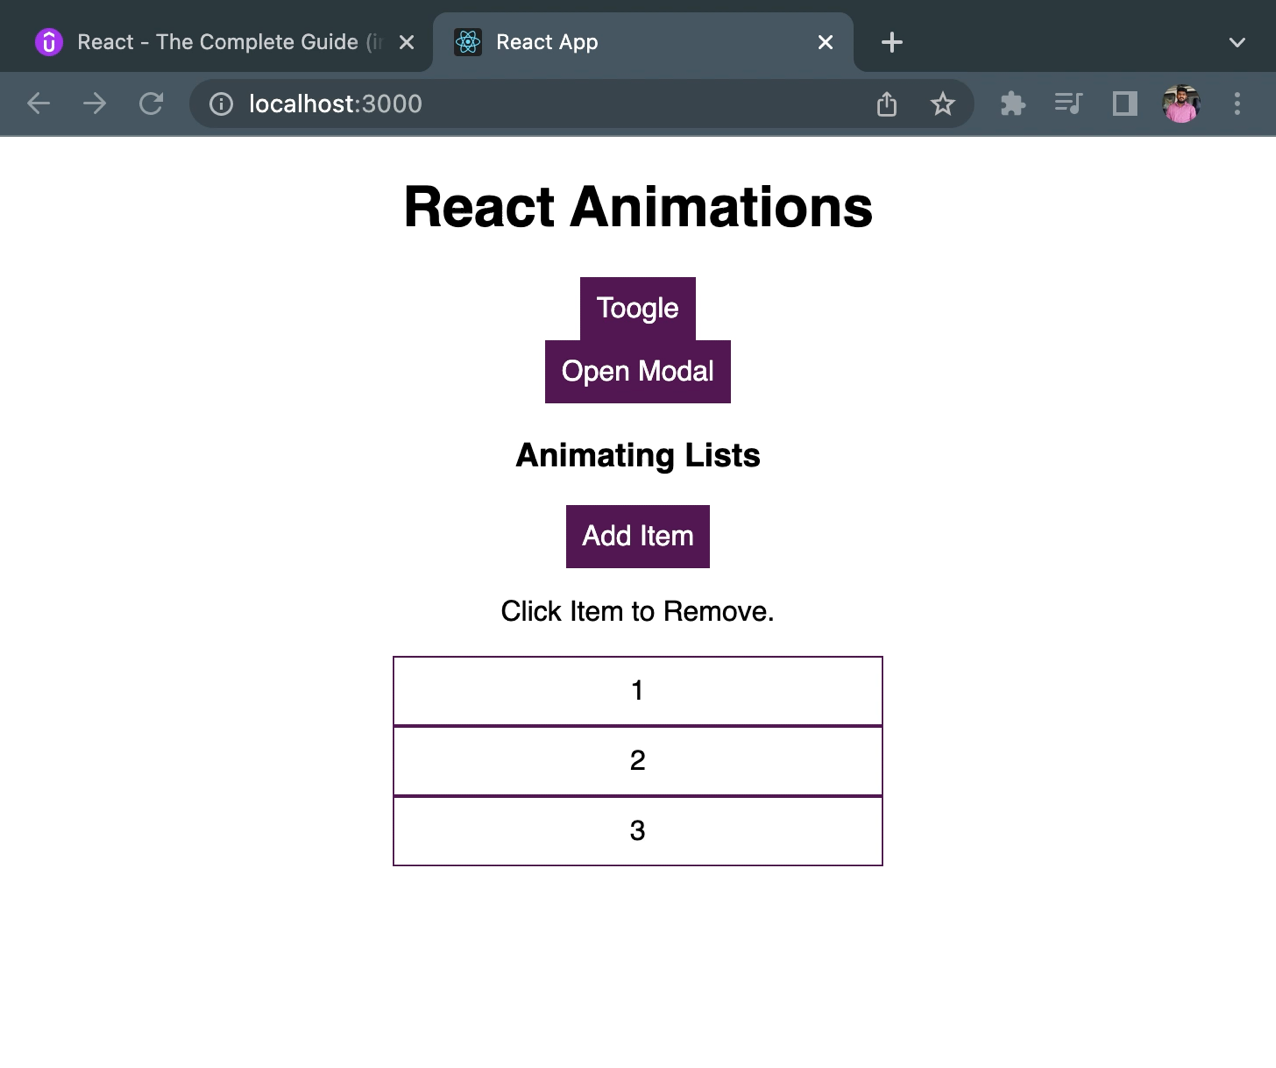 React - The Complete Guide (in
React App
localhost:3000
React Animations
Toogle
Open Modal
Animating Lists
Add Item
Click Item to Remove.
1
2
3